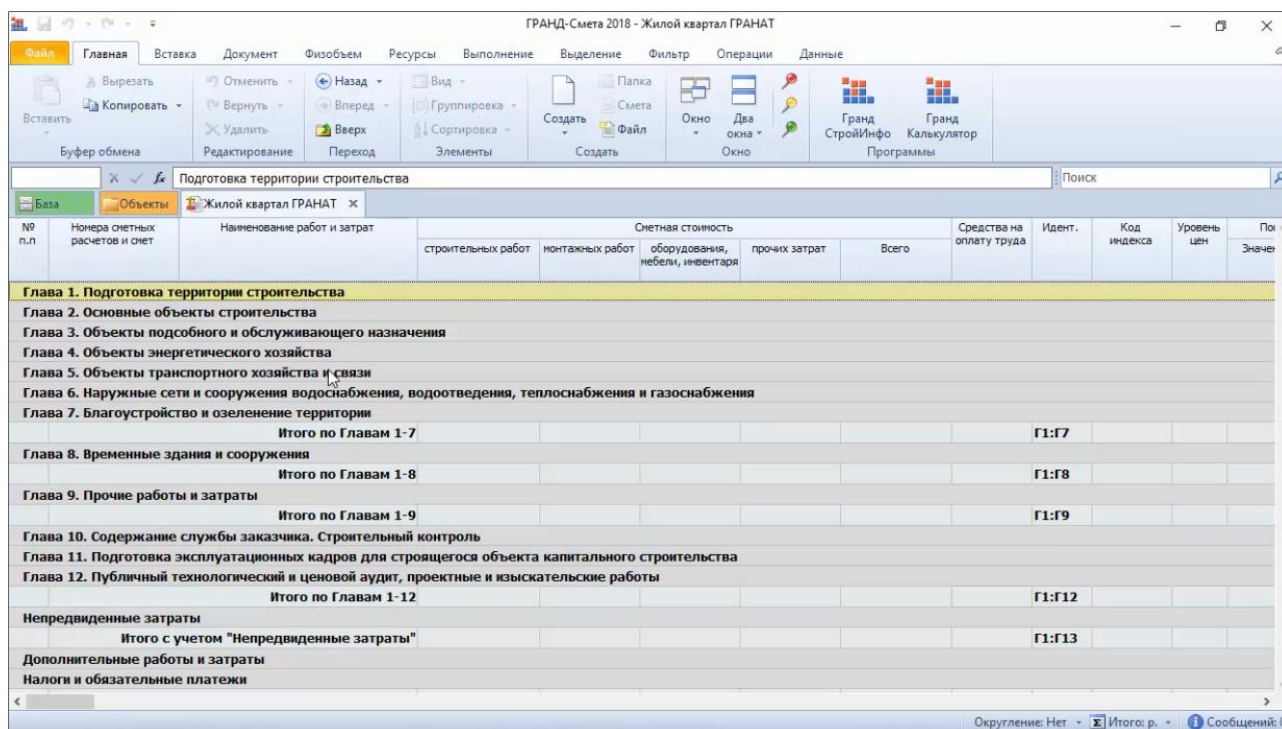 ГРАНД-Смета 2018 - Жилой квартал ГРАНАТ
Файл Главная Вставка Документ Физобъем Ресурсы Выполнение Выделение Фильтр Операции Данные
Вставить
Вырезать
Копировать
Буфер обмена
Отменить
Вернуть
Удалить
Редактирование
Назад
Вперед
Вверх
Переход
Вид
Группировка
Сортировка
Элементы
Создать
Папка
Смета
Файл
Создать
Окно
Два окна
Окно
Гранд СтройИнфо
Гранд Калькулятор
Программы
fx Подготовка территории строительства
Поиск
База Объекты Жилой квартал ГРАНАТ
№ п.п
Номера сметных расчетов и смет
Наименование работ и затрат
Сметная стоимость
строительных работ
монтажных работ
оборудования, мебели, инвентаря
прочих затрат
Всего
Средства на оплату труда
Идент.
Код индекса
Уровень цен
Глава 1. Подготовка территории строительства
Глава 2. Основные объекты строительства
Глава 3. Объекты подсобного и обслуживающего назначения
Глава 4. Объекты энергетического хозяйства
Глава 5. Объекты транспортного хозяйства и связи
Глава 6. Наружные сети и сооружения водоснабжения, водоотведения, теплоснабжения и газоснабжения
Глава 7. Благоустройство и озеленение территории
Итого по Главам 1-7 Г1:Г7
Глава 8. Временные здания и сооружения
Итого по Главам 1-8 Г1:Г8
Глава 9. Прочие работы и затраты
Итого по Главам 1-9 Г1:Г9
Глава 10. Содержание службы заказчика. Строительный контроль
Глава 11. Подготовка эксплуатационных кадров для строящегося объекта капитального строительства
Глава 12. Публичный технологический и ценовой аудит, проектные и изыскательские работы
Итого по Главам 1-12 Г1:Г12
Непредвиденные затраты
Итого с учетом "Непредвиденные затраты" Г1:Г13
Дополнительные работы и затраты
Налоги и обязательные платежи
Округление: Нет Σ Итого: р. Сообщений: